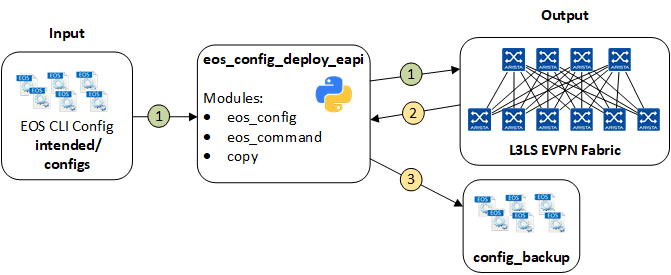 Input
EOS EOS EOS
EOS EOS EOS
EOS CLI Config
intended/
configs
1
eos_config_deploy_eapi
Modules:
• eos_config
• eos_command
• copy
1
2
3
Output
ARISTA ARISTA ARISTA ARISTA
ARISTA ARISTA ARISTA ARISTA ARISTA ARISTA
L3LS EVPN Fabric
EOS EOS EOS
EOS EOS EOS
config_backup